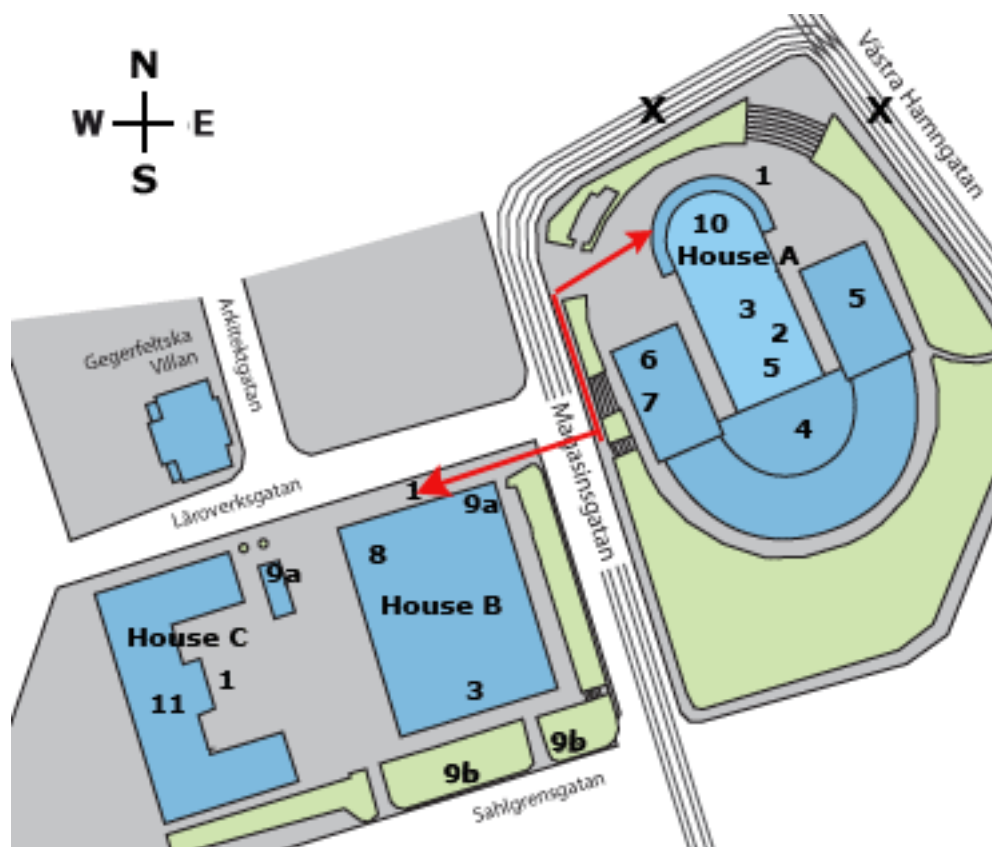 N
W E
S
X
X
Västra Hamngatan
1
10
House A
3
2
5
5
6
7
4
Arkitektgatan
Gegerfeltska
Villan
Magasinsgatan
Läroverksgatan
1
9a
8
House B
3
9a
House C
1
11
9b
9b
Sahlgrensgatan